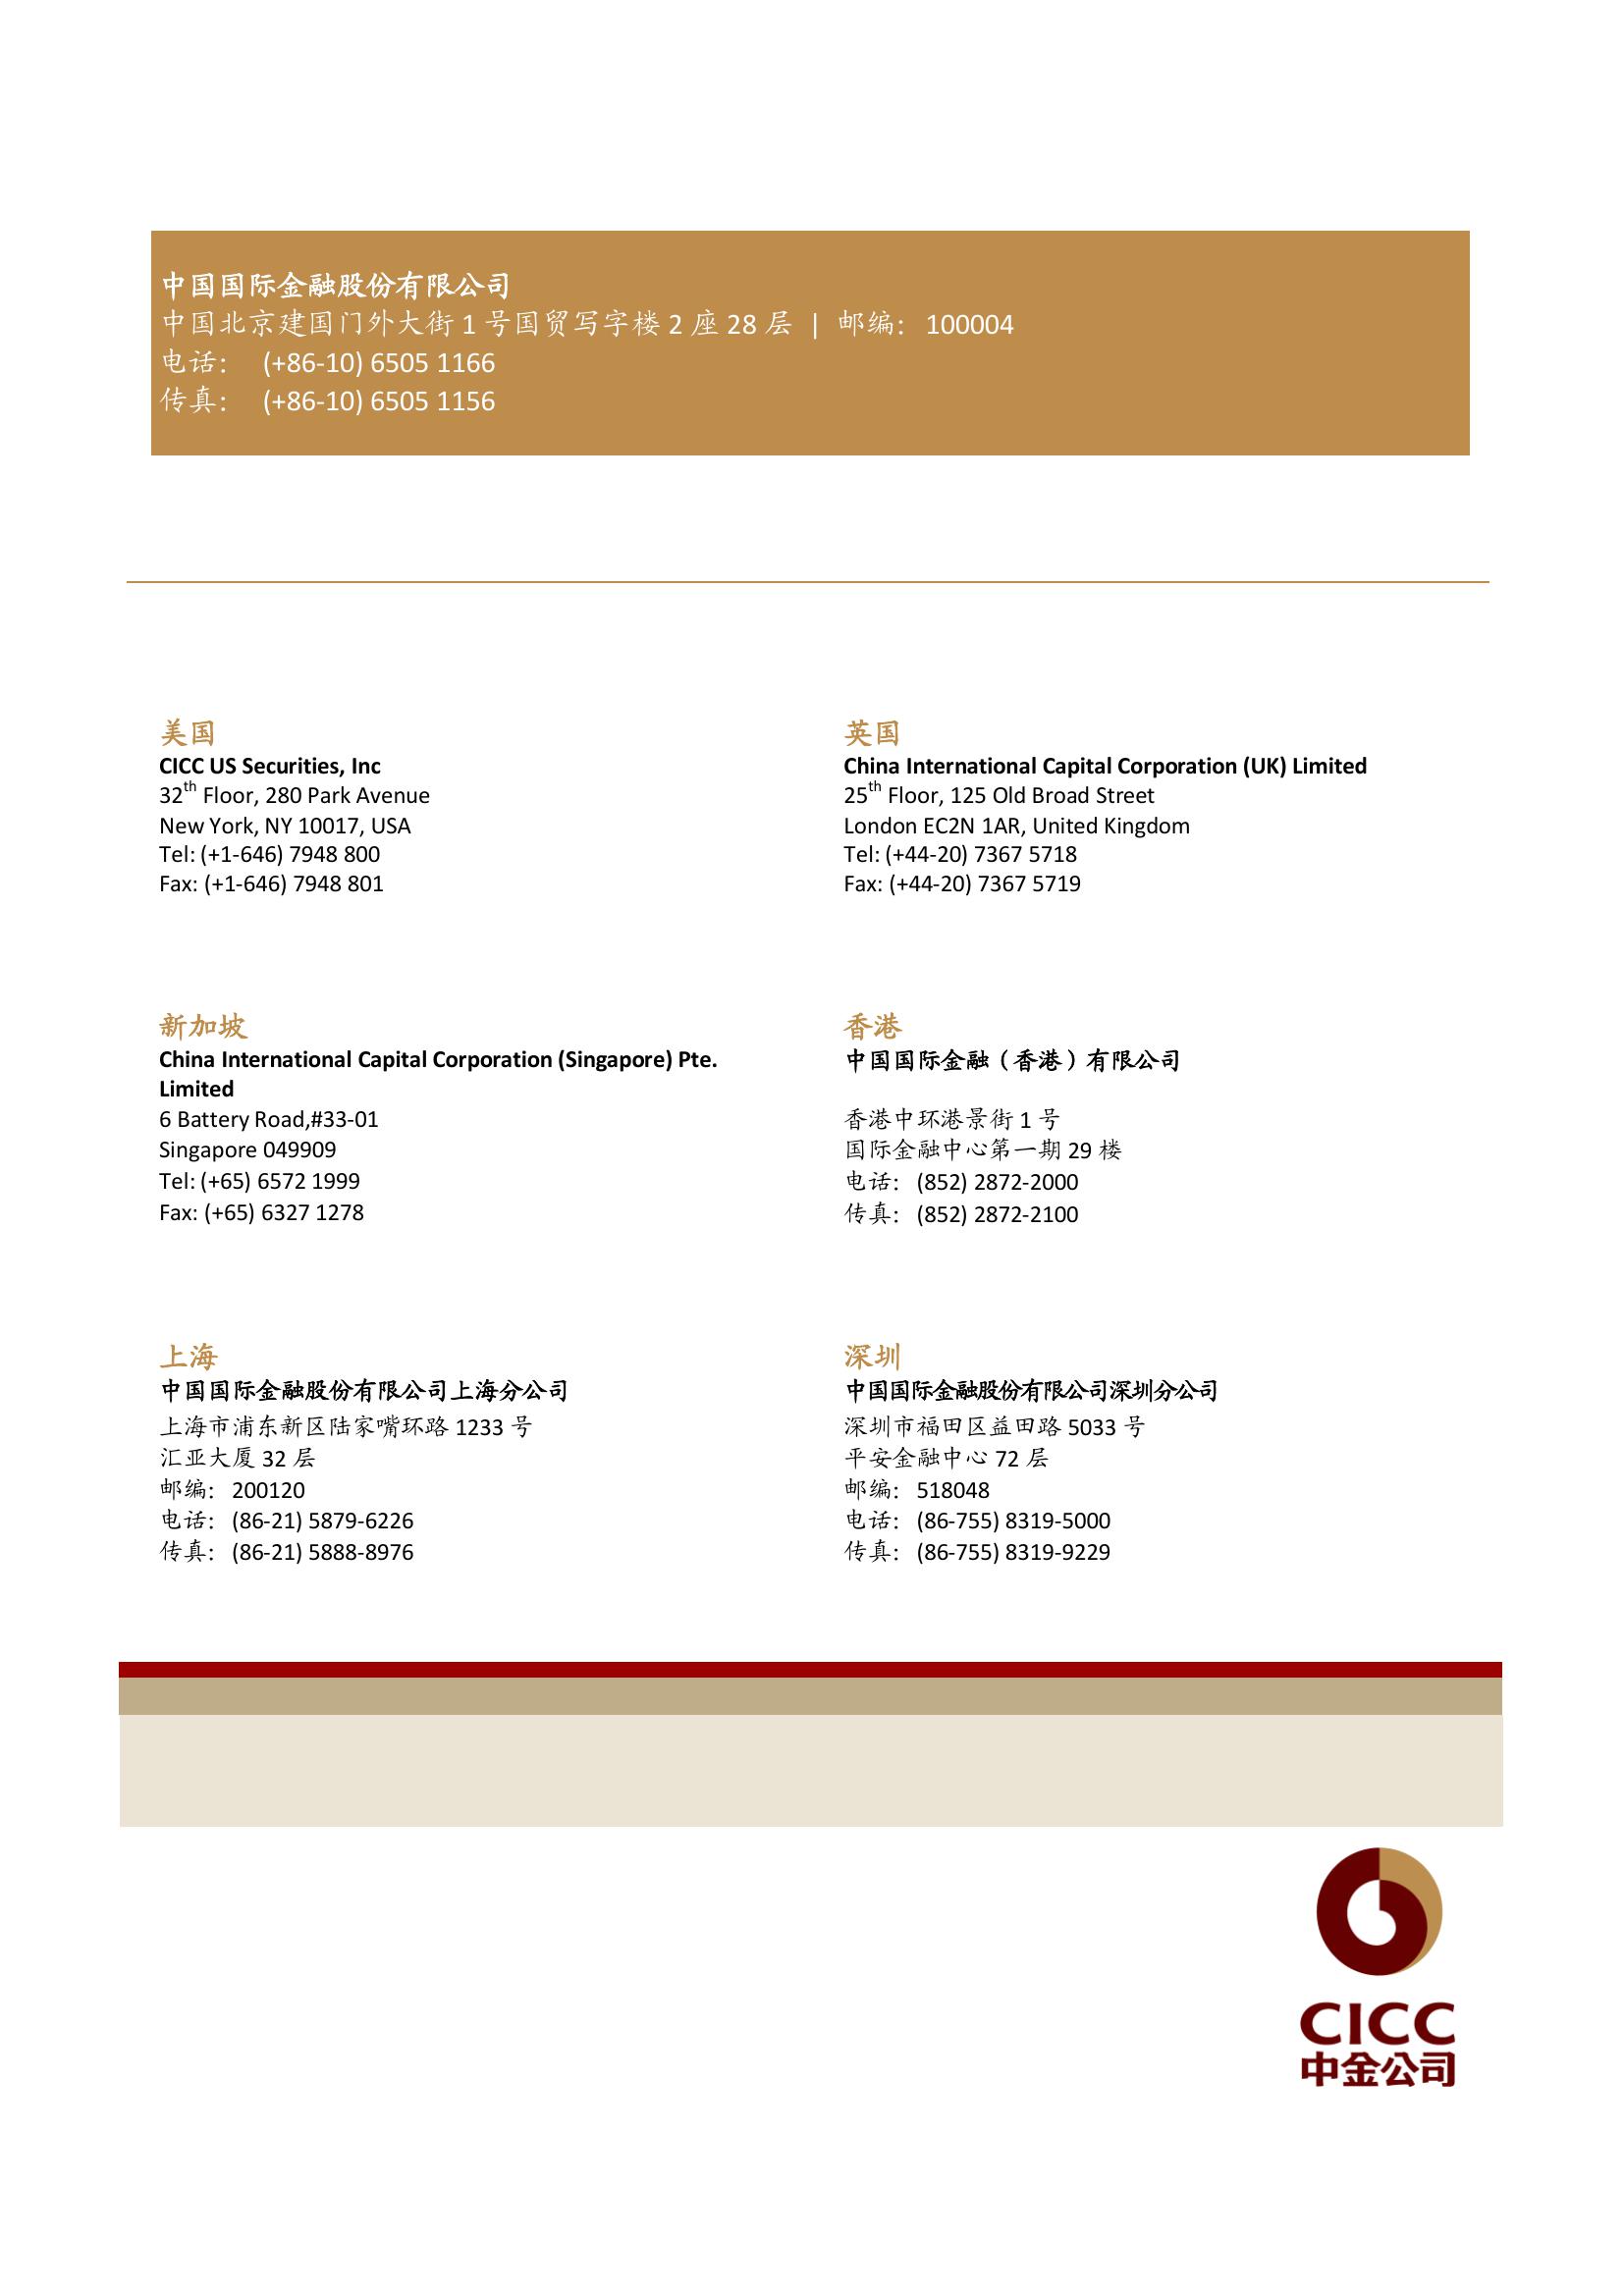 中国国际金融股份有限公司
中国北京建国门外大街 1 号国贸写字楼 2 座 28 层 | 邮编: 100004
电话: (+86-10) 6505 1166
传真: (+86-10) 6505 1156
美国
CICC US Securities, Inc
32th Floor, 280 Park Avenue
New York, NY 10017, USA
Tel: (+1-646) 7948 800
Fax: (+1-646) 7948 801
英国
China International Capital Corporation (UK) Limited
25th Floor, 125 Old Broad Street
London EC2N 1AR, United Kingdom
Tel: (+44-20) 7367 5718
Fax: (+44-20) 7367 5719
新加坡
China International Capital Corporation (Singapore) Pte.
Limited
6 Battery Road,#33-01
Singapore 049909
Tel: (+65) 6572 1999
Fax: (+65) 6327 1278
香港
中国国际金融（香港）有限公司
香港中环港景街 1 号
国际金融中心第一期 29 楼
电话: (852) 2872-2000
传真: (852) 2872-2100
上海
中国国际金融股份有限公司上海分公司
上海市浦东新区陆家嘴环路 1233 号
汇亚大厦 32 层
邮编: 200120
电话: (86-21) 5879-6226
传真: (86-21) 5888-8976
深圳
中国国际金融股份有限公司深圳分公司
深圳市福田区益田路 5033 号
平安金融中心 72 层
邮编: 518048
电话: (86-755) 8319-5000
传真: (86-755) 8319-9229
CICC
中金公司